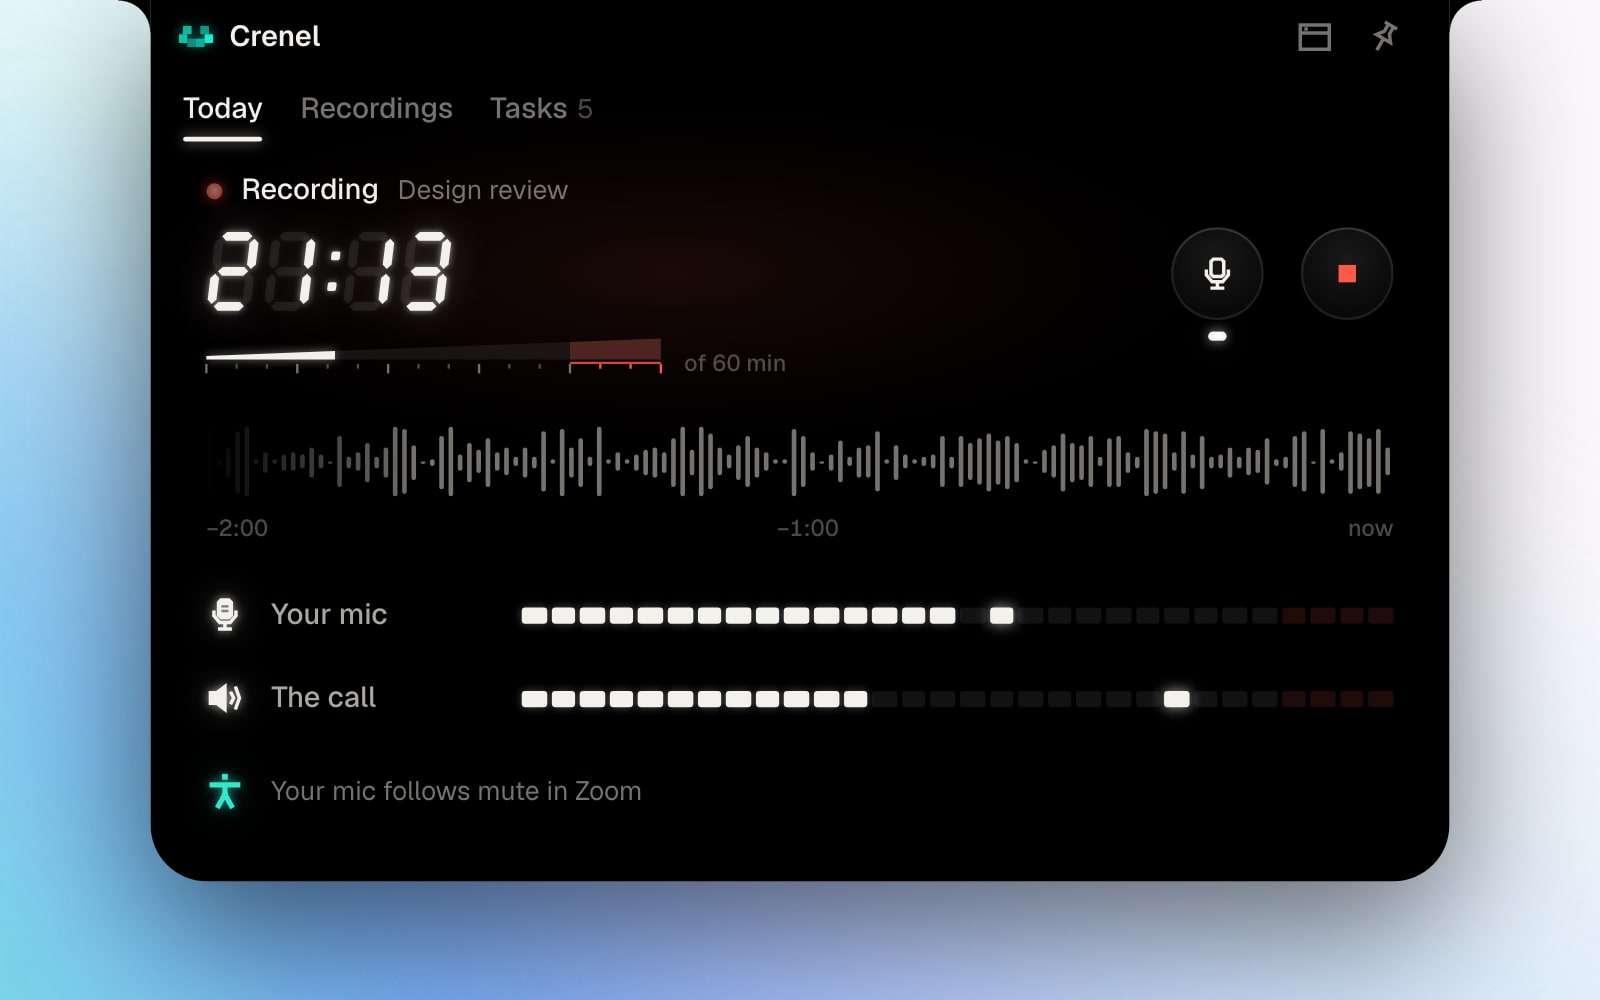 Crenel
Today Recordings Tasks 5
Recording Design review
21:13
of 60 min
−2:00 −1:00 now
Your mic
The call
Your mic follows mute in Zoom